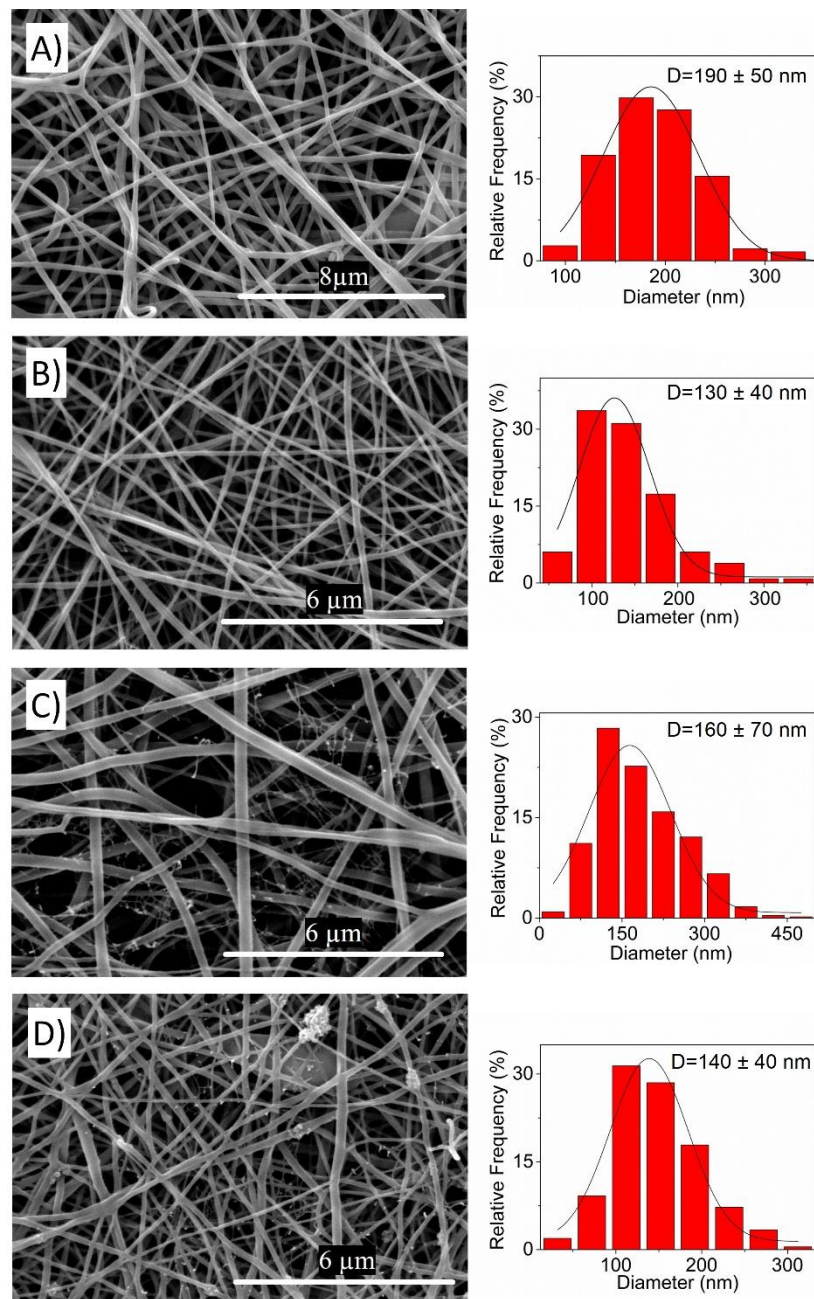 A)
8µm
D=190 ± 50 nm
Relative Frequency (%)
30
15
0
100 200 300
Diameter (nm)
B)
6 µm
D=130 ± 40 nm
Relative Frequency (%)
30
15
0
100 200 300
Diameter (nm)
C)
6 µm
D=160 ± 70 nm
Relative Frequency (%)
30
15
0
0 150 300 450
Diameter (nm)
D)
6 µm
D=140 ± 40 nm
Relative Frequency (%)
30
15
0
100 200 300
Diameter (nm)